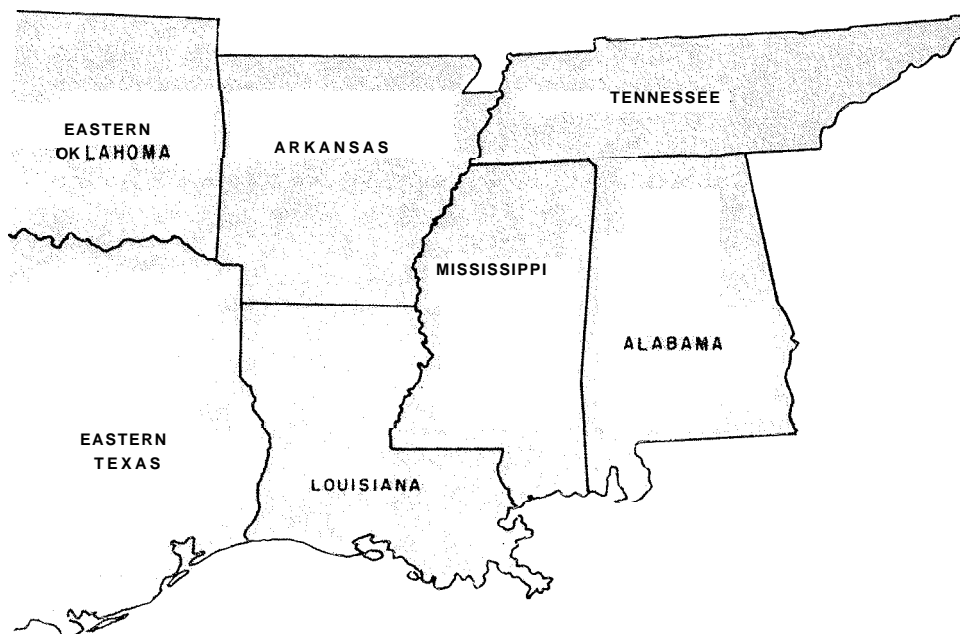 TENNESSEE
EASTERN
OKLAHOMA
ARKANSAS
MISSISSIPPI
ALABAMA
EASTERN
TEXAS
LOUISIANA